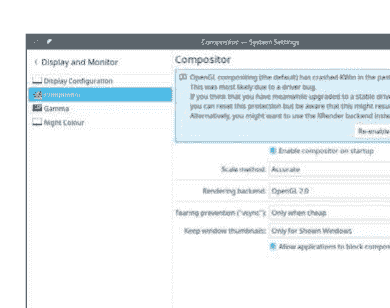 Compositor — System Settings
Display and Monitor
Compositor
OpenGL compositing (the default) has crashed KWin in the past
This was most likely due to a driver bug.
If you think that you have meanwhile upgraded to a stable drive
you can reset this protection but be aware that this might resu
Alternatively, you might want to use the XRender backend inste
Re-enable
Display Configuration
Compositor
Gamma
Night Colour
Enable compositor on startup
Scale method: Accurate
Rendering backend: OpenGL 2.0
Tearing prevention ("vsync"): Only when cheap
Keep window thumbnails: Only for Shown Windows
Allow applications to block compos